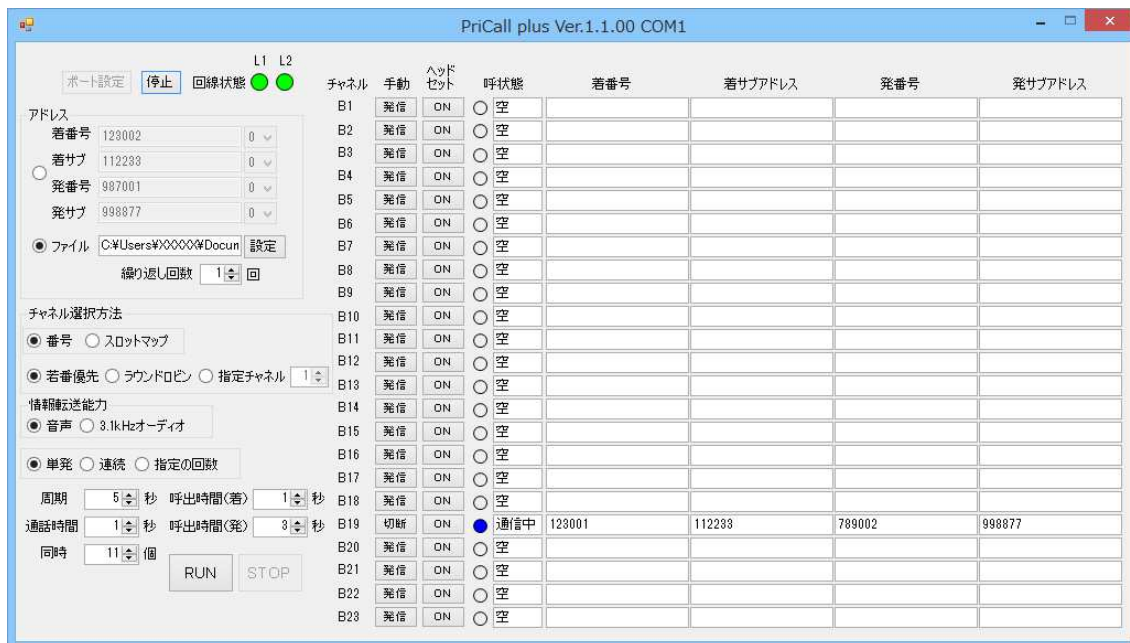 PriCall plus Ver.1.1.00 COM1
L1 L2
ポート設定 停止 回線状態
チャネル 手動 ヘッドセット 呼状態 着番号 着サブアドレス 発番号 発サブアドレス
アドレス
着番号 123002 0
着サブ 112233 0
発番号 987001 0
発サブ 998877 0
ファイル C:¥Users¥XXXXX¥Docum 設定
繰り返し回数 1 回
チャネル選択方法
番号 スロットマップ
若番優先 ラウンドロビン 指定チャネル 1
情報転送能力
音声 3.1kHzオーディオ
単発 連続 指定の回数
周期 5 秒 呼出時間(着) 1 秒
通話時間 1 秒 呼出時間(発) 3 秒
同時 11 個
RUN STOP
B1 発信 ON 空
B2 発信 ON 空
B3 発信 ON 空
B4 発信 ON 空
B5 発信 ON 空
B6 発信 ON 空
B7 発信 ON 空
B8 発信 ON 空
B9 発信 ON 空
B10 発信 ON 空
B11 発信 ON 空
B12 発信 ON 空
B13 発信 ON 空
B14 発信 ON 空
B15 発信 ON 空
B16 発信 ON 空
B17 発信 ON 空
B18 発信 ON 空
B19 切断 ON 通信中 123001 112233 789002 998877
B20 発信 ON 空
B21 発信 ON 空
B22 発信 ON 空
B23 発信 ON 空